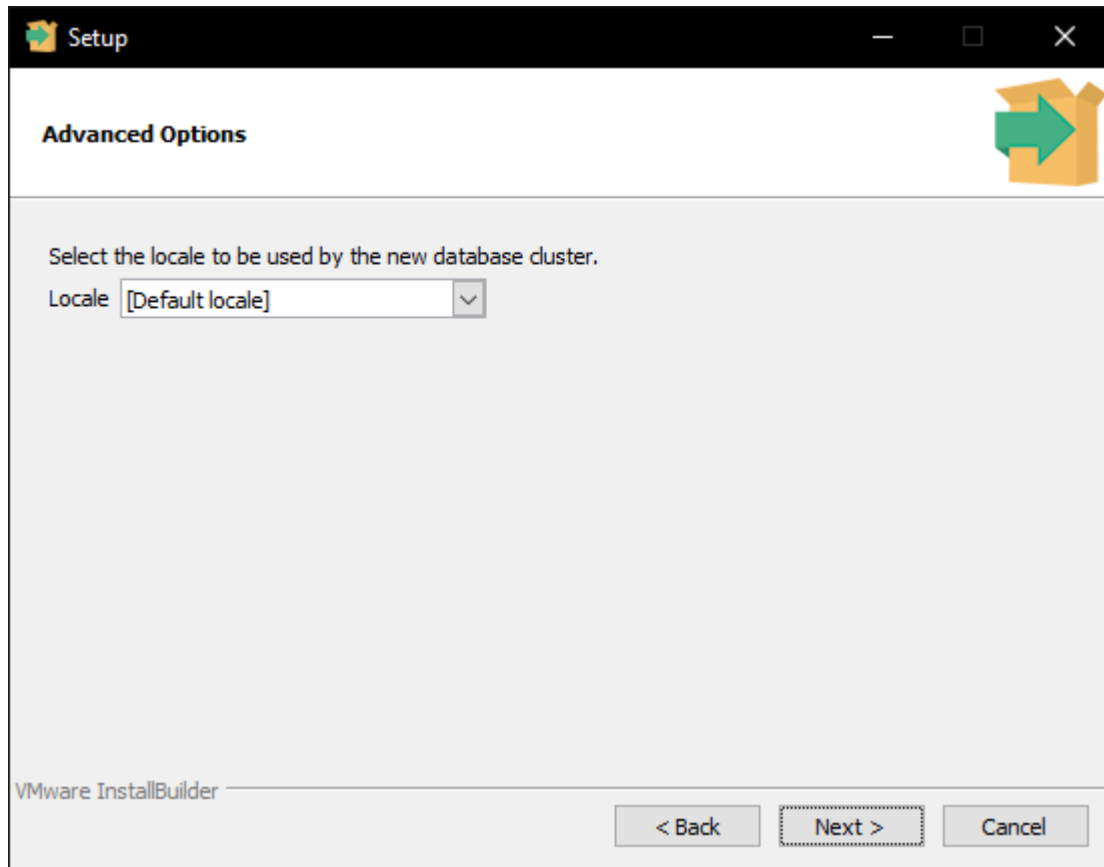 Setup
Advanced Options
Select the locale to be used by the new database cluster.
Locale [Default locale]
VMware InstallBuilder
< Back Next > Cancel